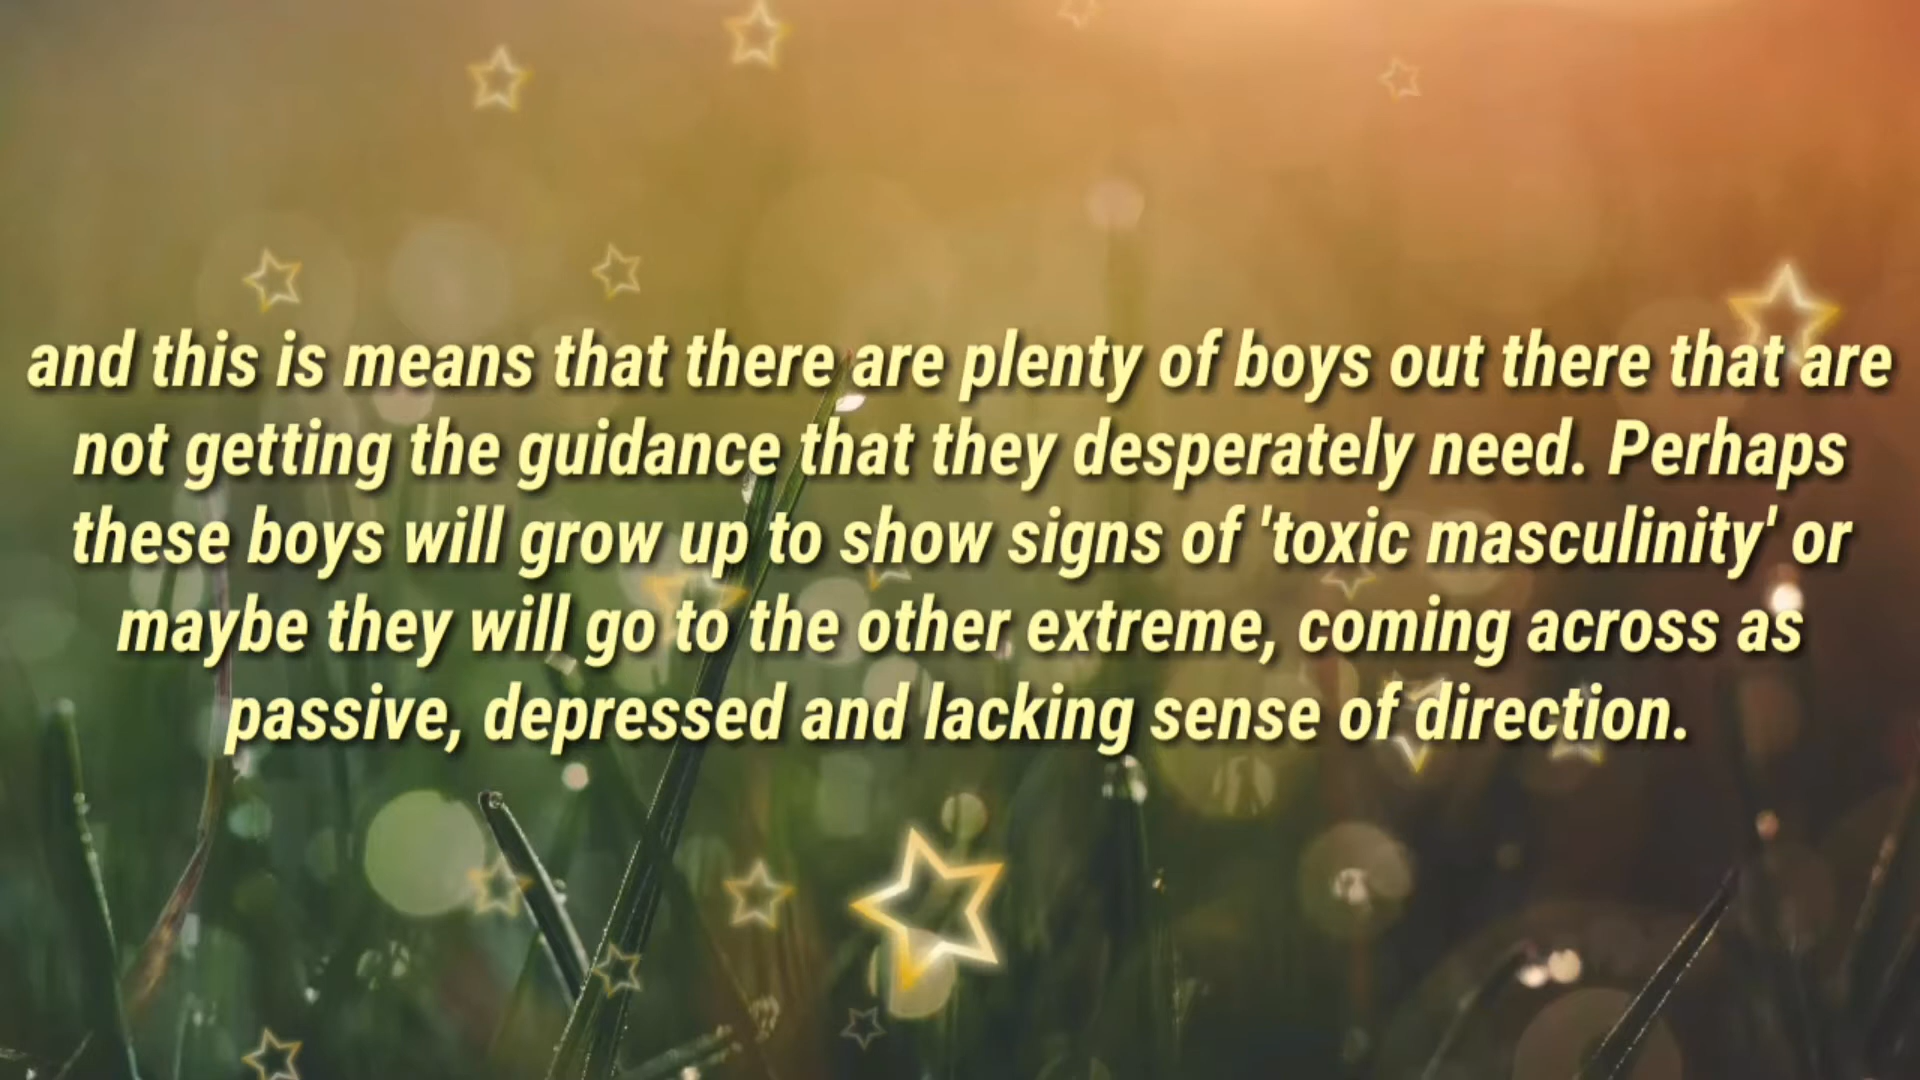 and this is means that there are plenty of boys out there that are
not getting the guidance that they desperately need. Perhaps
these boys will grow up to show signs of 'toxic masculinity' or
maybe they will go to the other extreme, coming across as
passive, depressed and lacking sense of direction.